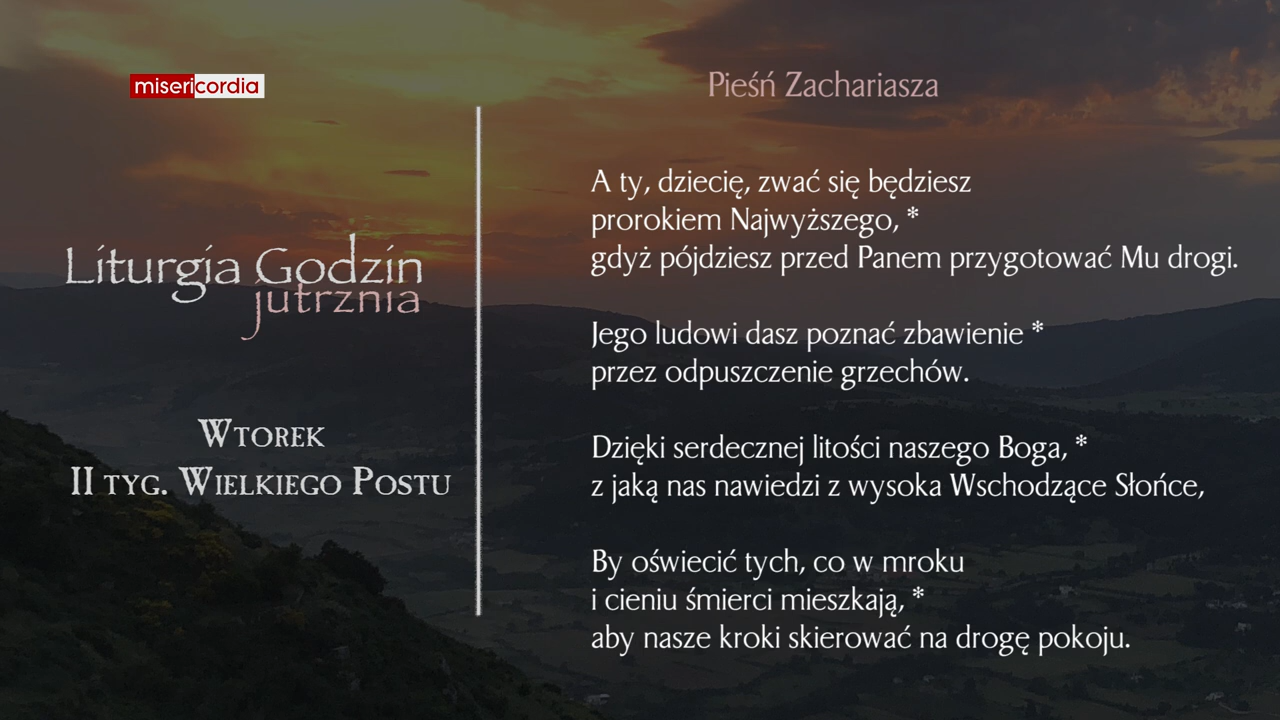 misericordia
Liturgia Godzin
jutrznia
Wtorek
II tyg. Wielkiego Postu
Pieśń Zachariasza
A ty, dziecię, zwać się będziesz
prorokiem Najwyższego, *
gdyż pójdziesz przed Panem przygotować Mu drogi.
Jego ludowi dasz poznać zbawienie *
przez odpuszczenie grzechów.
Dzięki serdecznej litości naszego Boga, *
z jaką nas nawiedzi z wysoka Wschodzące Słońce,
By oświecić tych, co w mroku
i cieniu śmierci mieszkają, *
aby nasze kroki skierować na drogę pokoju.